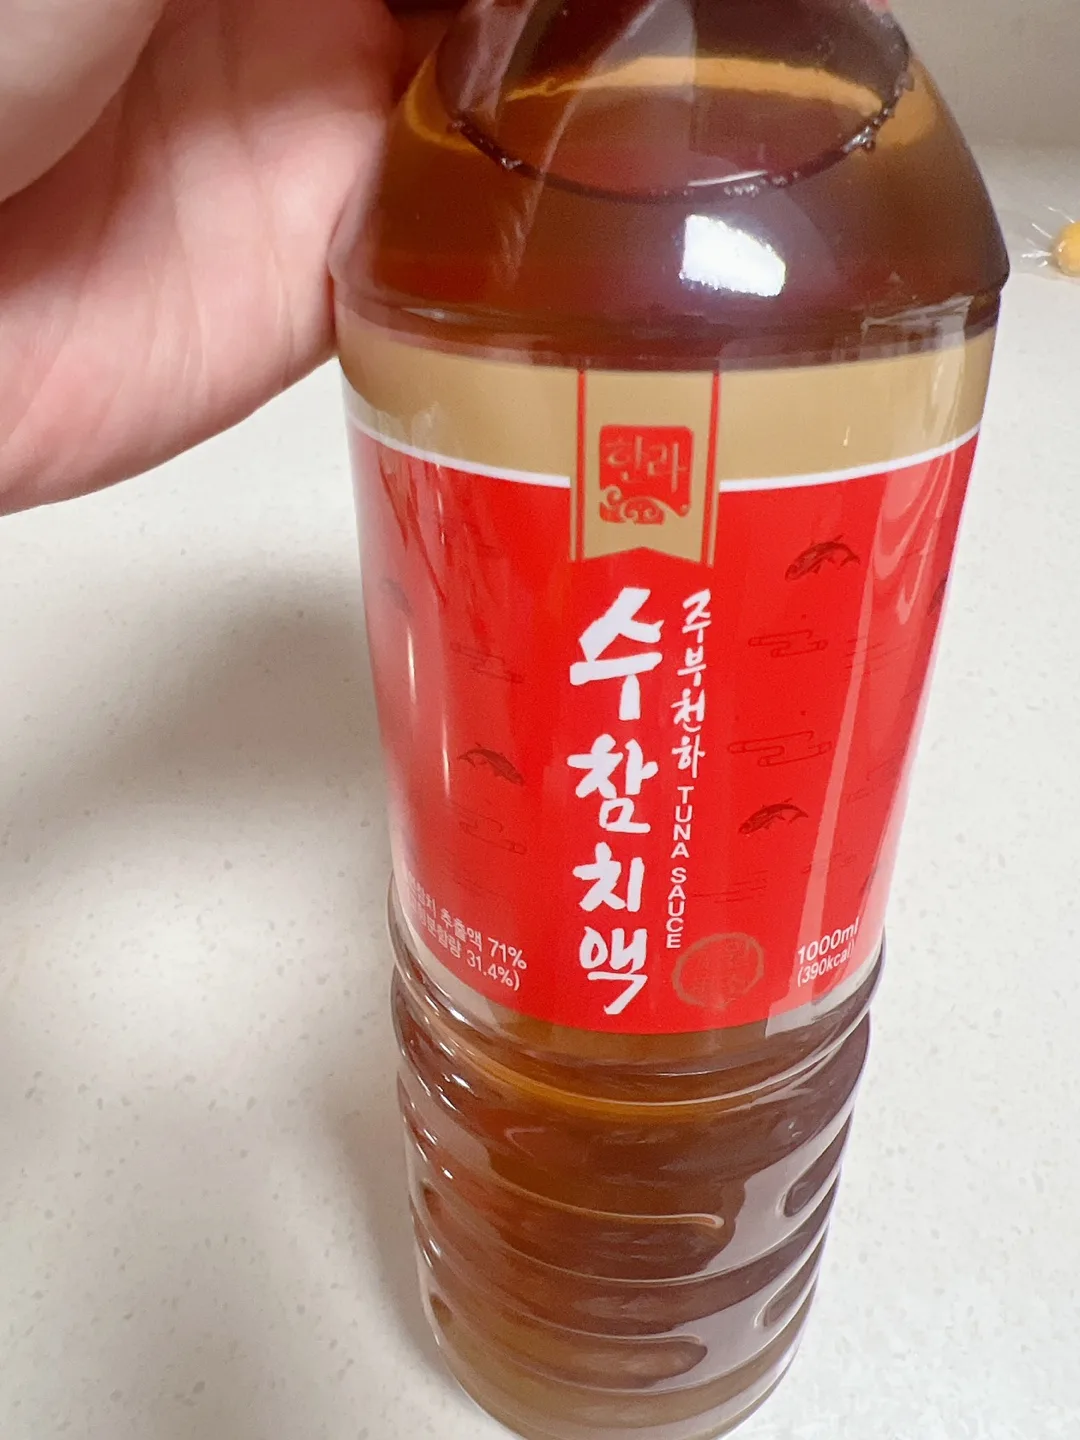 한라
수참치액
주부천하 TUNA SAUCE
추출액 71%
31.4%)
1000ml
(390kcal)